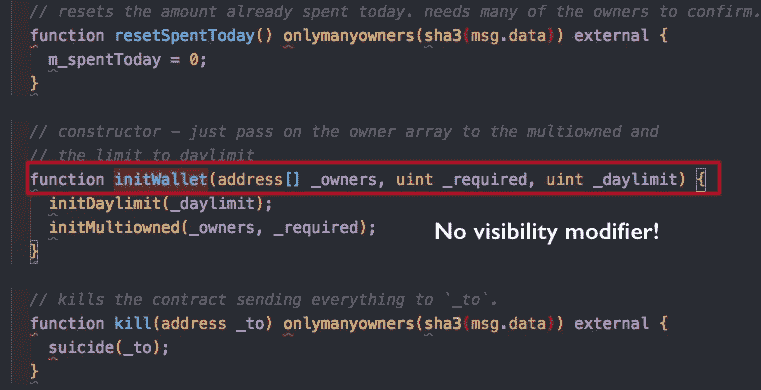 // resets the amount already spent today. needs many of the owners to confirm.
function resetSpentToday() onlymanyowners(sha3(msg.data)) external {
m_spentToday = 0;
}
// constructor – just pass on the owner array to the multiowned and
// the limit to daylimit
function initWallet(address[] _owners, uint _required, uint _daylimit) {
initDaylimit(_daylimit);
initMultiowned(_owners, _required);
No visibility modifier!
}
// kills the contract sending everything to `_to`.
function kill(address _to) onlymanyowners(sha3(msg.data)) external {
suicide(_to);
}